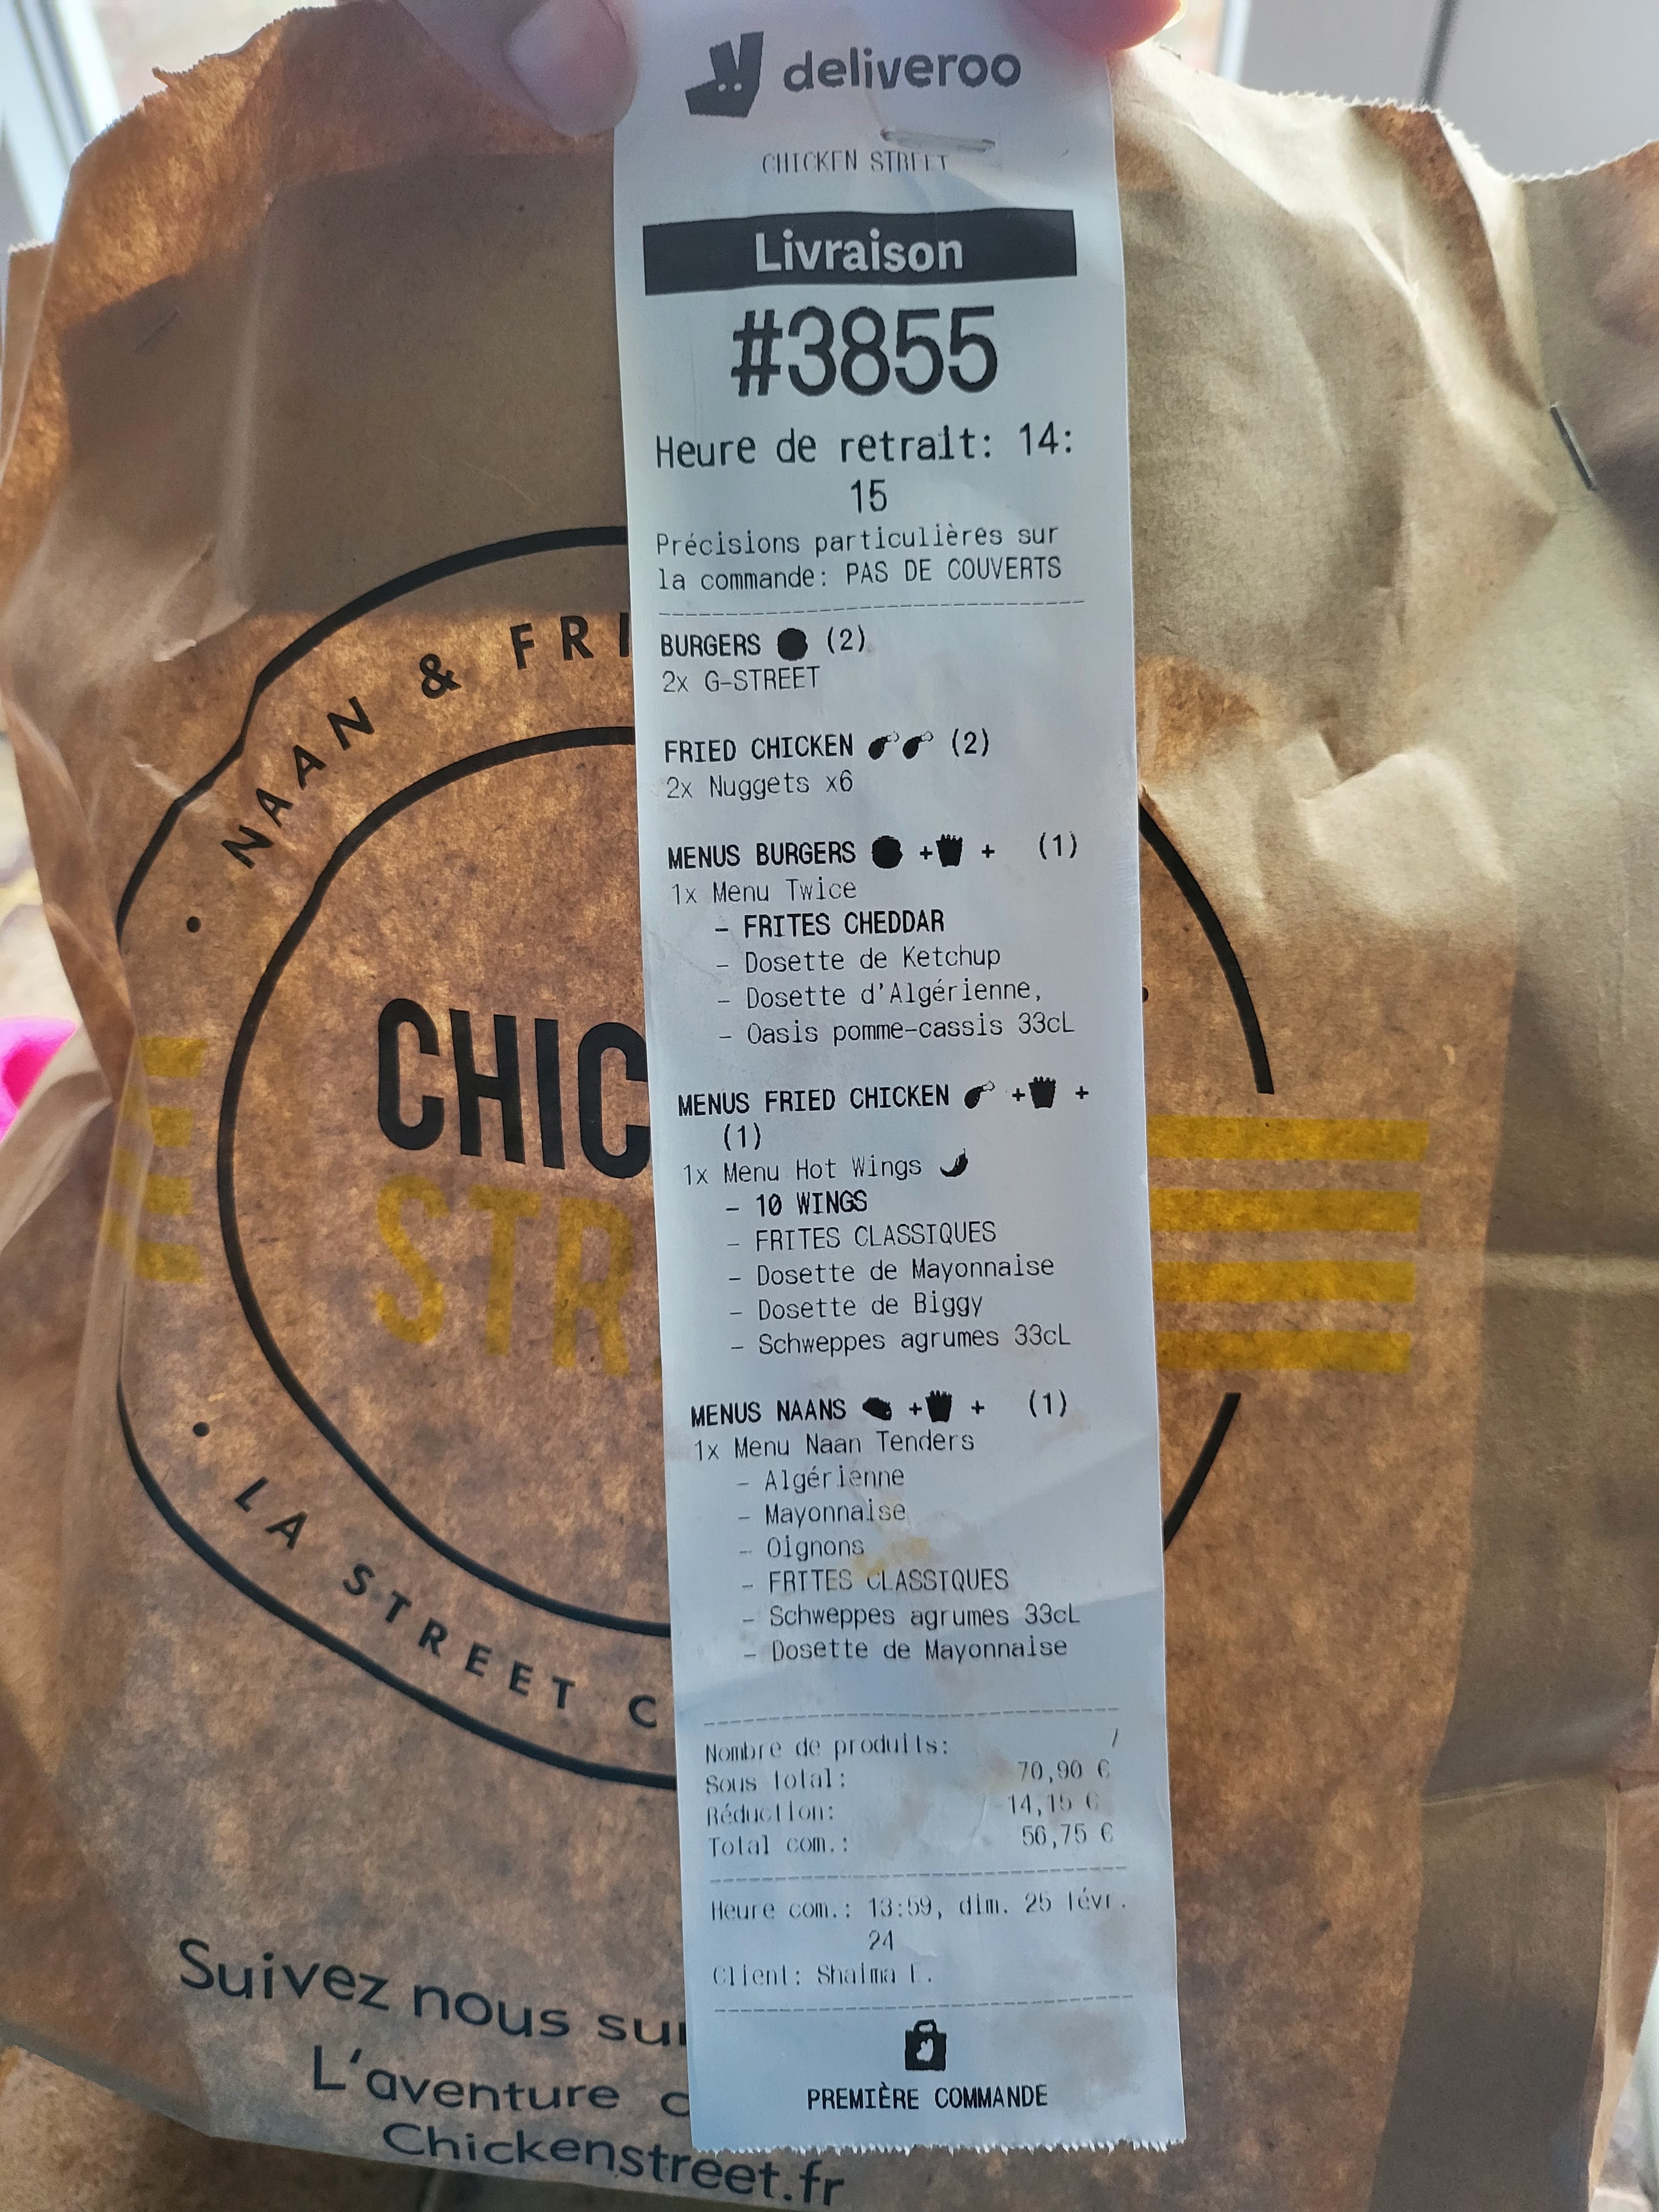 deliveroo
CHICKEN STREET
Livraison
#3855
Heure de retrait: 14:
15
Précisions particulières sur
la commande: PAS DE COUVERTS
BURGERS (2)
2x G-STREET
FRIED CHICKEN (2)
2x Nuggets x6
MENUS BURGERS + + (1)
1x Menu Twice
- FRITES CHEDDAR
- Dosette de Ketchup
- Dosette d'Algérienne,
- Oasis pomme-cassis 33cL
MENUS FRIED CHICKEN + +
(1)
1x Menu Hot Wings
- 10 WINGS
- FRITES CLASSIQUES
- Dosette de Mayonnaise
- Dosette de Biggy
- Schweppes agrumes 33cL
MENUS NAANS + + (1)
1x Menu Naan Tenders
- Algérienne
- Mayonnaise
- Oignons
- FRITES CLASSIQUES
- Schweppes agrumes 33cL
- Dosette de Mayonnaise
Nombre de produits: 7
Sous total: 70,90 €
Réduction: -14,15 €
Total com.: 56,75 €
Heure com.: 13:59, dim. 25 févr.
24
Client: Shaima
PREMIÈRE COMMANDE
NAAN & FRI
CHIC
STR
LA STREET C
Suivez nous sur
L'aventure
Chickenstreet.fr